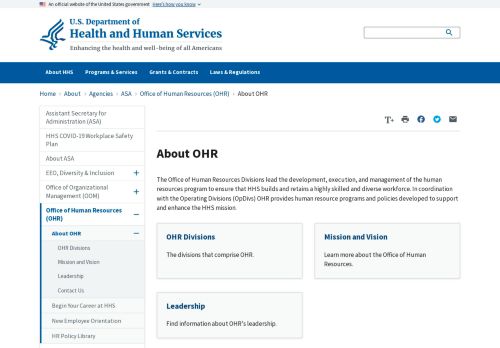 An official website of the United States government Here's how you know
U.S. Department of
Health and Human Services
Enhancing the health and well-being of all Americans
About HHS Programs & Services Grants & Contracts Laws & Regulations
Home › About › Agencies › ASA › Office of Human Resources (OHR) › About OHR
Assistant Secretary for
Administration (ASA)
HHS COVID-19 Workplace Safety
Plan
About ASA
EEO, Diversity & Inclusion
Office of Organizational
Management (OOM)
Office of Human Resources
(OHR)
About OHR
OHR Divisions
Mission and Vision
Leadership
Contact Us
Begin Your Career at HHS
New Employee Orientation
HR Policy Library
T+
About OHR
The Office of Human Resources Divisions lead the development, execution, and management of the human
resources program to ensure that HHS builds and retains a highly skilled and diverse workforce. In coordination
with the Operating Divisions (OpDivs) OHR provides human resource programs and policies developed to support
and enhance the HHS mission.
OHR Divisions
The divisions that comprise OHR.
Mission and Vision
Learn more about the Office of Human
Resources.
Leadership
Find information about OHR's leadership.